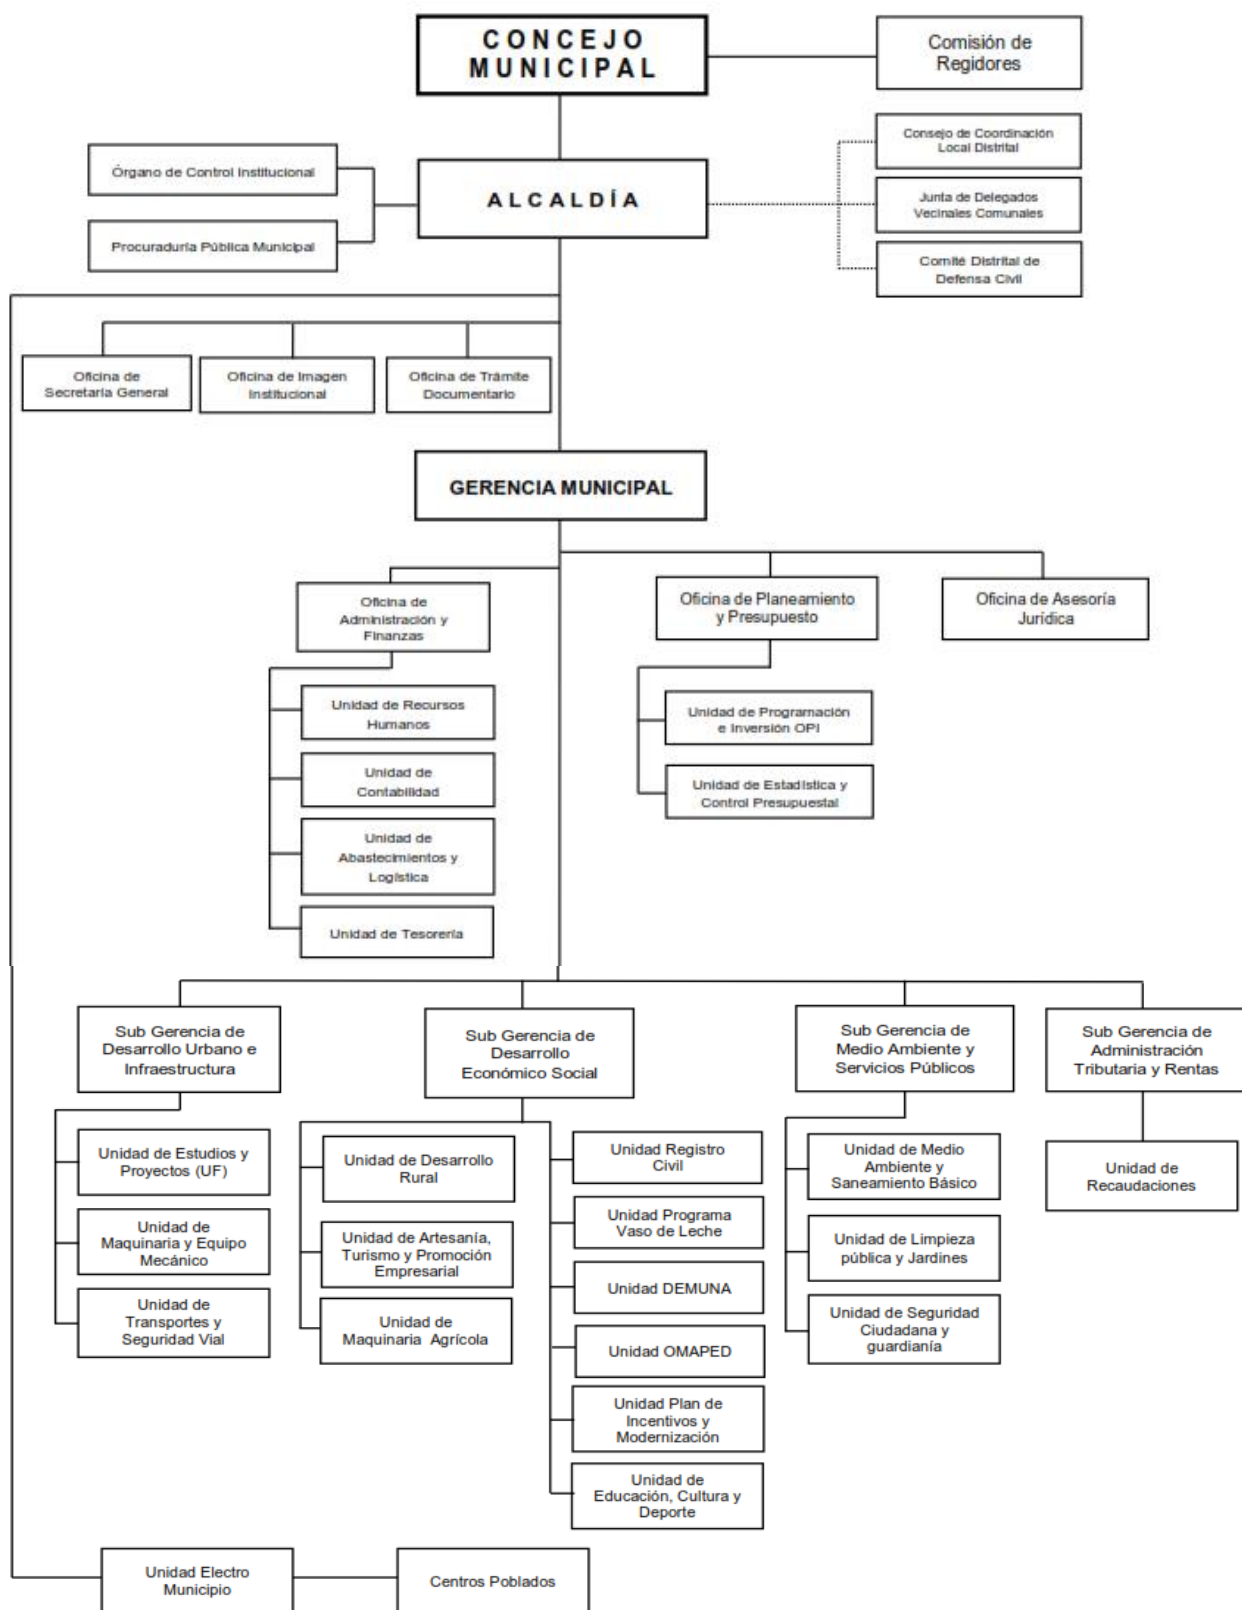 CONCEJO
MUNICIPAL
Comisión de
Regidores
Consejo de Coordinación
Local Distrital
Órgano de Control Institucional
ALCALDÍA
Junta de Delegados
Vecinales Comunales
Procuraduría Pública Municipal
Comité Distrital de
Defensa Civil
Oficina de
Secretaría General
Oficina de Imagen
Institucional
Oficina de Trámite
Documentario
GERENCIA MUNICIPAL
Oficina de
Administración y
Finanzas
Oficina de Planeamiento
y Presupuesto
Oficina de Asesoría
Jurídica
Unidad de Recursos
Humanos
Unidad de
Contabilidad
Unidad de
Abastecimientos y
Logística
Unidad de Tesorería
Unidad de Programación
e Inversión OPI
Unidad de Estadística y
Control Presupuestal
Sub Gerencia de
Desarrollo Urbano e
Infraestructura
Sub Gerencia de
Desarrollo
Económico Social
Sub Gerencia de
Medio Ambiente y
Servicios Públicos
Sub Gerencia de
Administración
Tributaria y Rentas
Unidad de Estudios y
Proyectos (UF)
Unidad de
Maquinaria y Equipo
Mecánico
Unidad de
Transportes y
Seguridad Vial
Unidad de Desarrollo
Rural
Unidad de Artesanía,
Turismo y Promoción
Empresarial
Unidad de
Maquinaria Agrícola
Unidad Registro
Civil
Unidad Programa
Vaso de Leche
Unidad DEMUNA
Unidad OMAPED
Unidad Plan de
Incentivos y
Modernización
Unidad de
Educación, Cultura y
Deporte
Unidad de Medio
Ambiente y
Saneamiento Básico
Unidad de Limpieza
pública y Jardines
Unidad de Seguridad
Ciudadana y
guardianía
Unidad de
Recaudaciones
Unidad Electro
Municipio
Centros Poblados